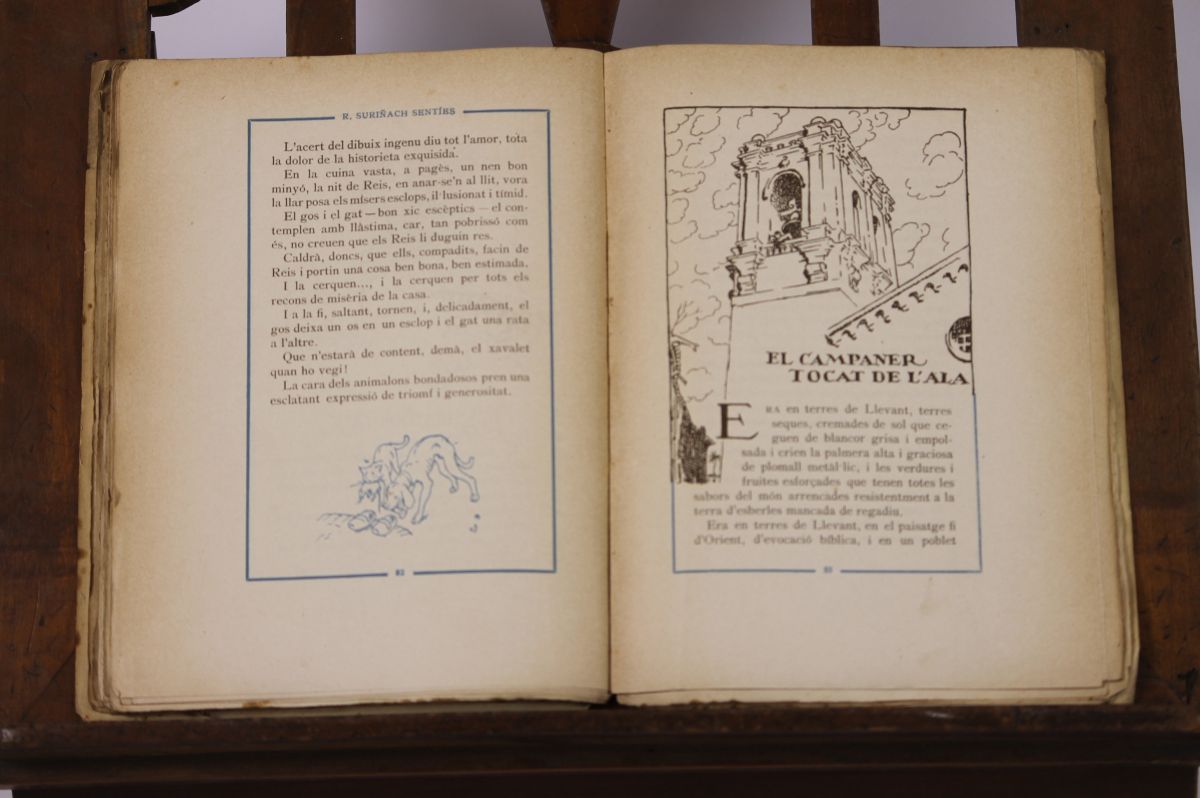 R. SURIÑACH SENTÍES
L'acert del dibuix ingenu diu tot l'amor, tota
la dolor de la historieta exquisida.
En la cuina vasta, a pagès, un nen bon
minyó, la nit de Reis, en anar-se'n al llit, vora
la llar posa els mísers esclops, il·lusionat i tímid.
El gos i el gat — bon xic escèptics — el con-
templen amb llàstima, car, tan pobrissó com
és, no creuen que els Reis li duguin res.
Caldrà, doncs, que ells, compadits, facin de
Reis i portin una cosa ben bona, ben estimada.
I la cerquen..., i la cerquen per tots els
recons de misèria de la casa.
I a la fi, saltant, tornen, i, delicadament, el
gos deixa un os en un esclop i el gat una rata
a l'altre.
Que n'estarà de content, demà, el xavalet
quan ho vegi!
La cara dels animalons bondadosos pren una
esclatant expressió de triomf i generositat.
82
EL CAMPANER
TOCAT DE L'ALA
ERA en terres de Llevant, terres
seques, cremades de sol que ce-
guen de blancor grisa i empol-
sada i crien la palmera alta i graciosa
de plomall metàl·lic, i les verdures i
fruites esforçades que tenen totes les
sabors del món arrencades resistentment a la
terra d'esberles mancada de regadiu.
Era en terres de Llevant, en el paisatge fi
d'Orient, d'evocació bíblica, i en un poblet
83